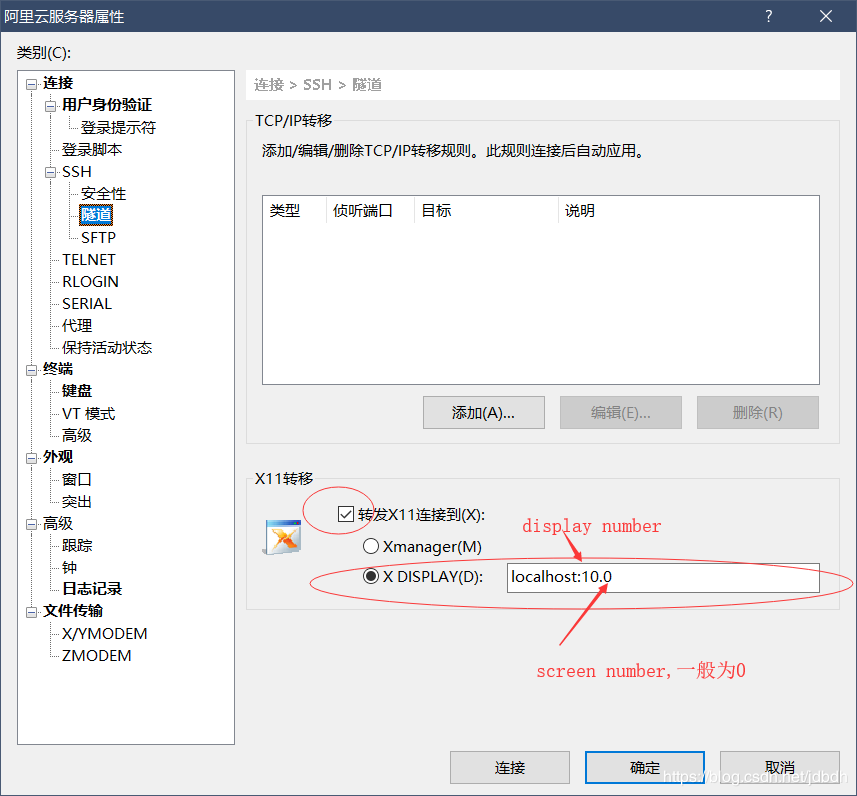 阿里云服务器属性
?
类别(C):
连接
用户身份验证
登录提示符
登录脚本
SSH
安全性
隧道
SFTP
TELNET
RLOGIN
SERIAL
代理
保持活动状态
终端
键盘
VT 模式
高级
外观
窗口
突出
高级
跟踪
钟
日志记录
文件传输
X/YMODEM
ZMODEM
连接 > SSH > 隧道
TCP/IP转移
添加/编辑/删除TCP/IP转移规则。此规则连接后自动应用。
类型 侦听端口 目标 说明
添加(A)... 编辑(E)... 删除(R)
X11转移
转发X11连接到(X):
display number
Xmanager(M)
X DISPLAY(D): localhost:10.0
screen number,一般为0
连接 确定 取消
https://blog.csdn.net/jdbdh